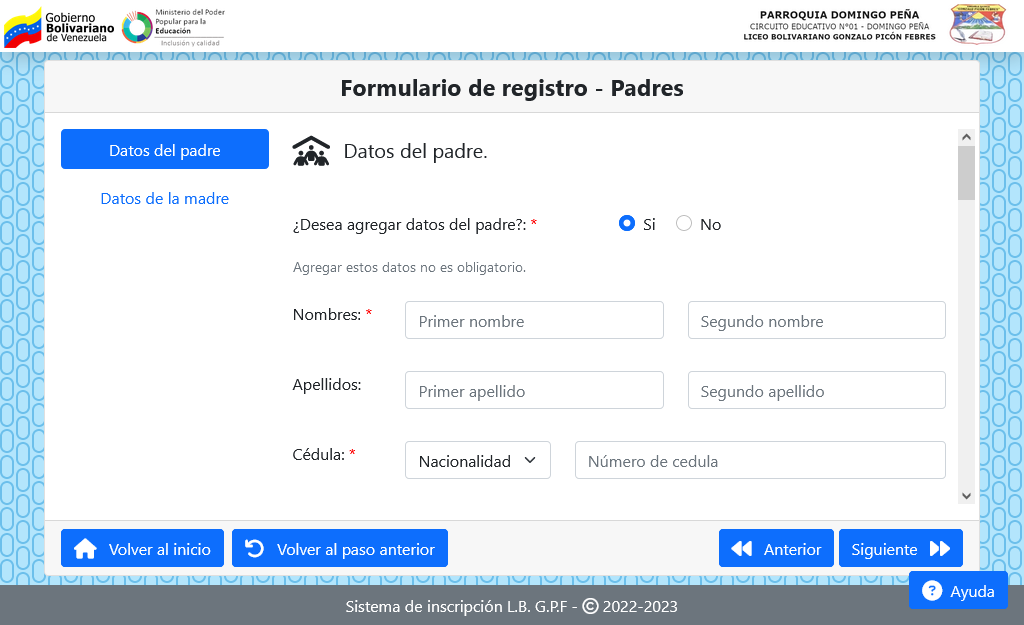 Gobierno
Bolivariano
de Venezuela
Ministerio del Poder
Popular para la
Educación
Inclusión y calidad
PARROQUIA DOMINGO PEÑA
CIRCUITO EDUCATIVO N°01 - DOMINGO PEÑA
LICEO BOLIVARIANO GONZALO PICÓN FEBRES
Formulario de registro - Padres
Datos del padre
Datos de la madre
Datos del padre.
¿Desea agregar datos del padre?: * Si No
Agregar estos datos no es obligatorio.
Nombres: * Primer nombre Segundo nombre
Apellidos: Primer apellido Segundo apellido
Cédula: * Nacionalidad Número de cedula
Volver al inicio Volver al paso anterior Anterior Siguiente
? Ayuda
Sistema de inscripción L.B. G.P.F - © 2022-2023